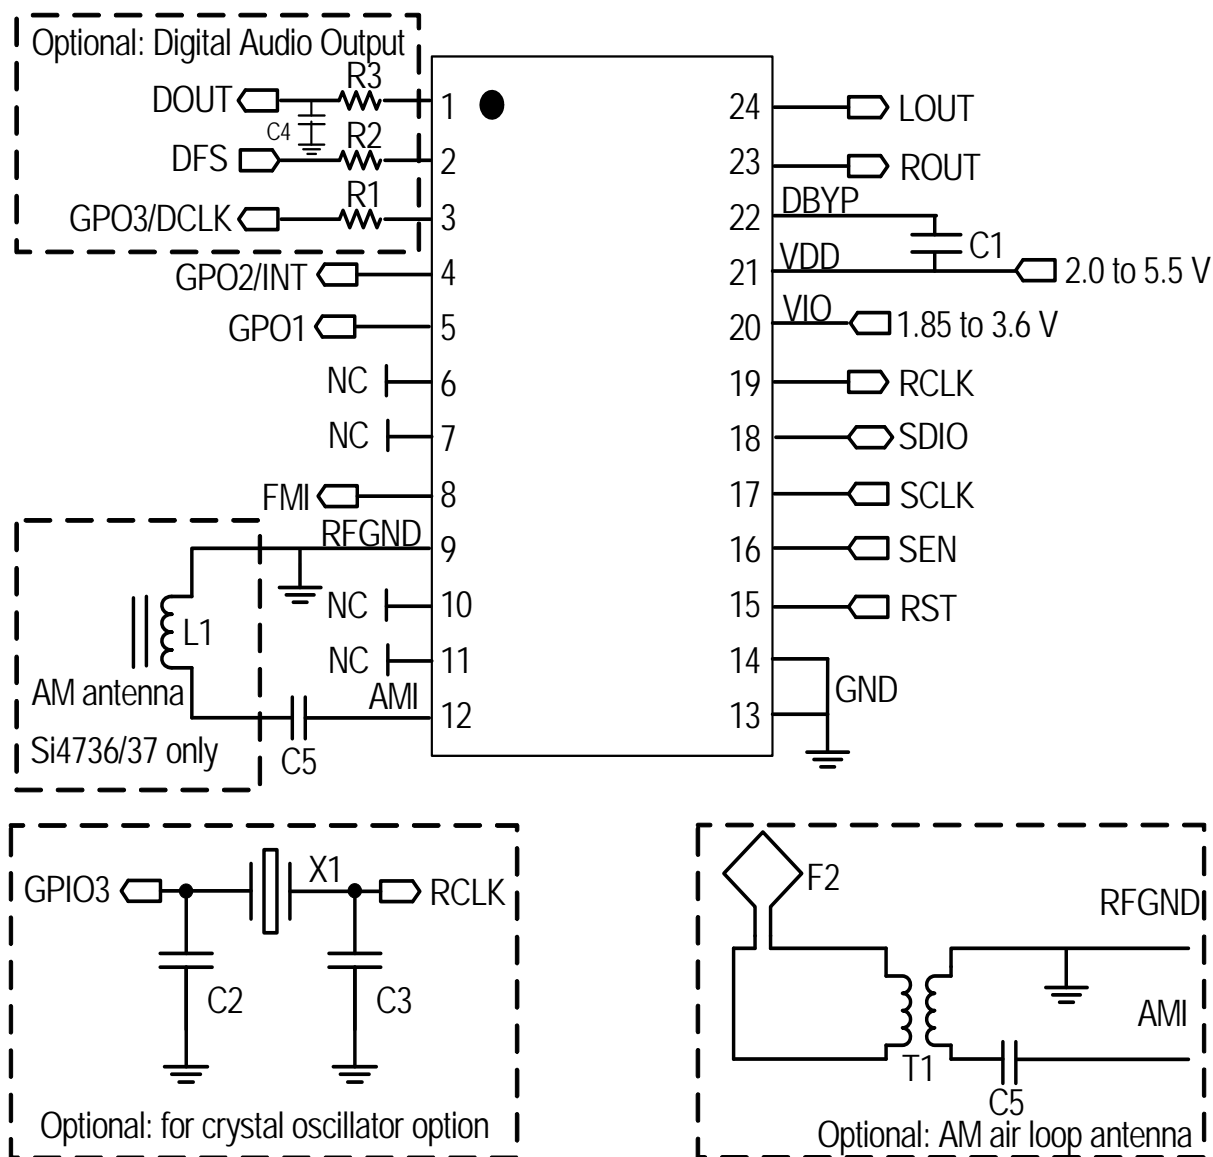 Optional: Digital Audio Output
R3
DOUT
1
24
LOUT
C4
R2
DFS
2
23
ROUT
R1
DBYP
GPO3/DCLK
3
22
C1
GPO2/INT
4
21
VDD
2.0 to 5.5 V
GPO1
5
20
VIO
1.85 to 3.6 V
NC
6
19
RCLK
NC
7
18
SDIO
FMI
8
17
SCLK
RFGND
9
16
SEN
NC
10
15
RST
L1
NC
11
14
GND
AM antenna
AMI
12
13
Si4736/37 only
C5
GPIO3
X1
RCLK
C2
C3
Optional: for crystal oscillator option
F2
RFGND
AMI
T1
C5
Optional: AM air loop antenna